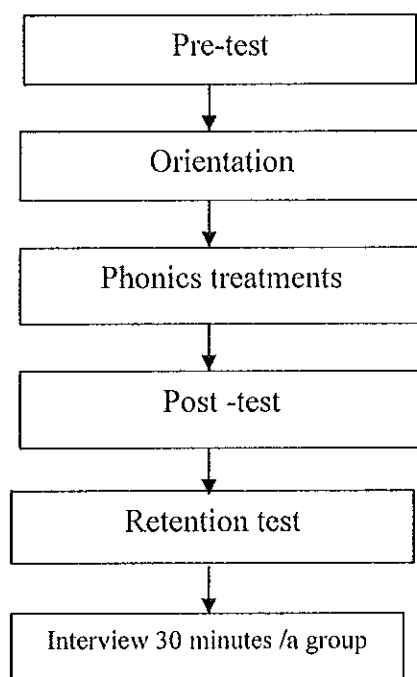 Pre-test
Orientation
Phonics treatments
Post -test
Retention test
Interview 30 minutes /a group